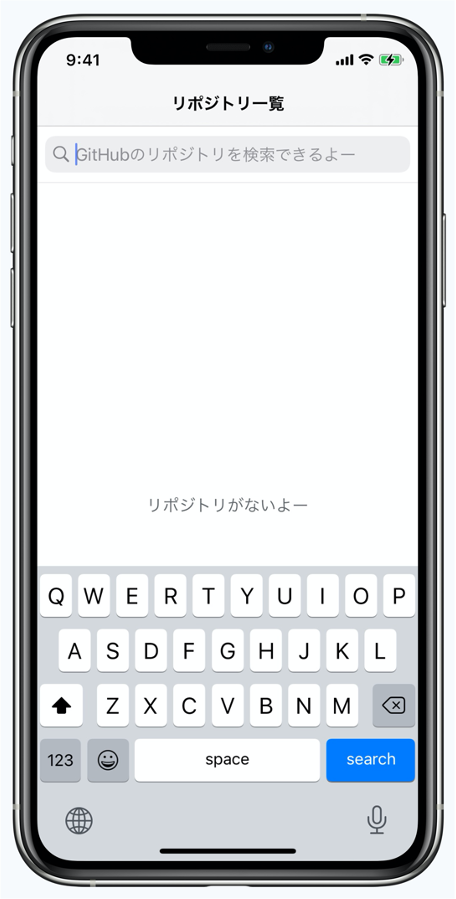 9:41
リポジトリ一覧
GitHubのリポジトリを検索できるよー
リポジトリがないよー
Q W E R T Y U I O P
A S D F G H J K L
Z X C V B N M
123 space search